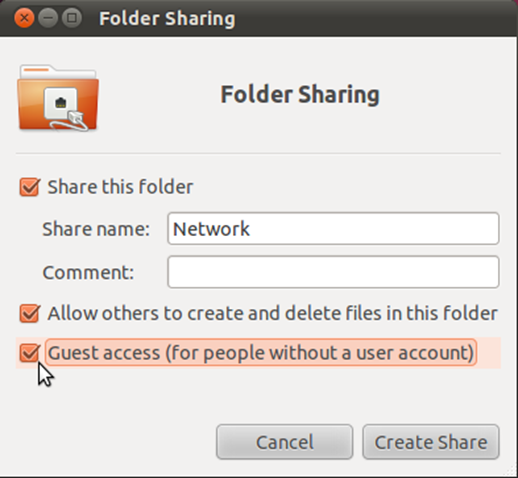 Folder Sharing
Folder Sharing
Share this folder
Share name: Network
Comment:
Allow others to create and delete files in this folder
Guest access (for people without a user account)
Cancel Create Share